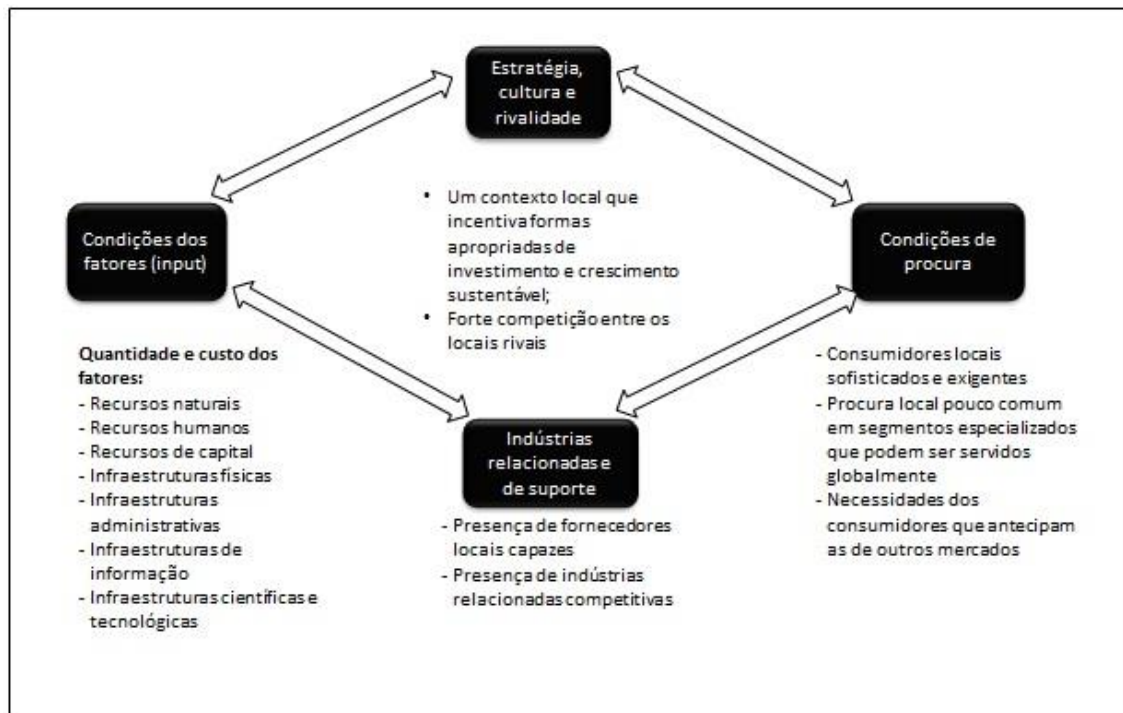 Estratégia,
cultura e
rivalidade
Condições dos
fatores (input)
• Um contexto local que
incentiva formas
apropriadas de
investimento e crescimento
sustentável;
• Forte competição entre os
locais rivais
Condições de
procura
Quantidade e custo dos
fatores:
- Recursos naturais
- Recursos humanos
- Recursos de capital
- Infraestruturas físicas
- Infraestruturas
administrativas
- Infraestruturas de
informação
- Infraestruturas científicas e
tecnológicas
Indústrias
relacionadas e
de suporte
- Presença de fornecedores
locais capazes
- Presença de indústrias
relacionadas competitivas
- Consumidores locais
sofisticados e exigentes
- Procura local pouco comum
em segmentos especializados
que podem ser servidos
globalmente
- Necessidades dos
consumidores que antecipam
as de outros mercados